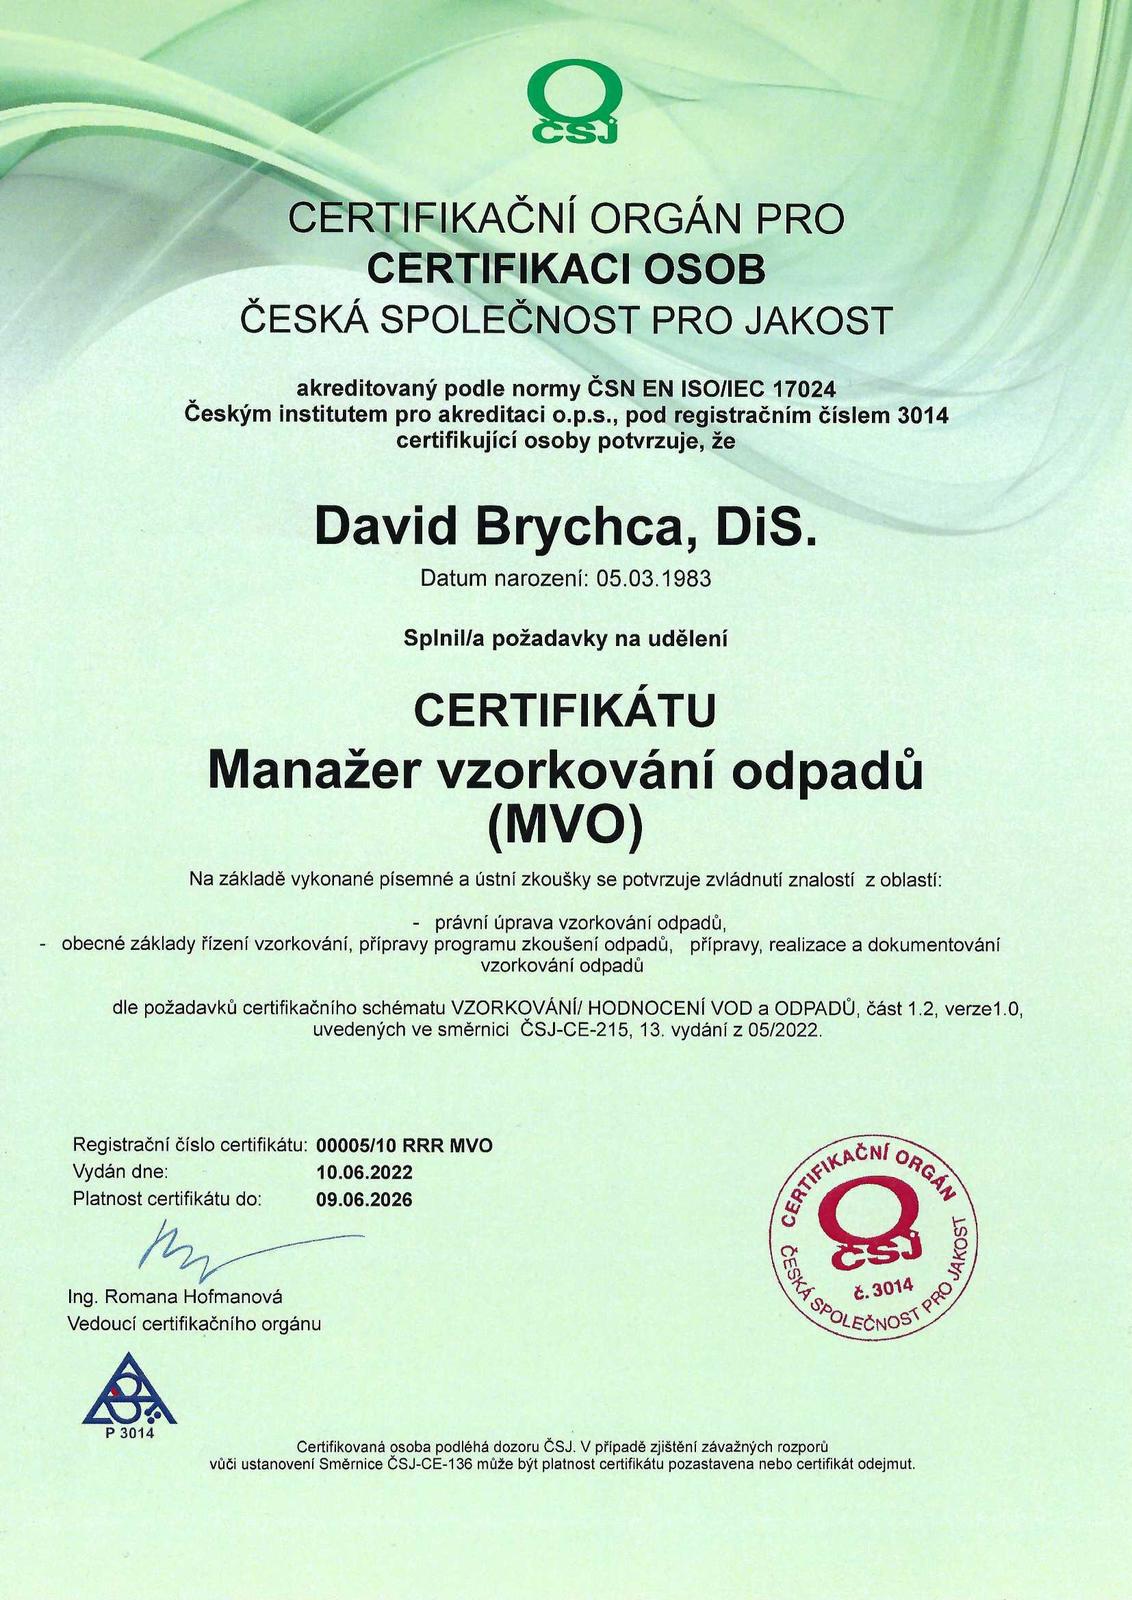 ČSJ
CERTIFIKAČNÍ ORGÁN PRO
CERTIFIKACI OSOB
ČESKÁ SPOLEČNOST PRO JAKOST
akreditovaný podle normy ČSN EN ISO/IEC 17024
Českým institutem pro akreditaci o.p.s., pod registračním číslem 3014
certifikující osoby potvrzuje, že
David Brychca, DiS.
Datum narození: 05.03.1983
Splnil/a požadavky na udělení
CERTIFIKÁTU
Manažer vzorkování odpadů
(MVO)
Na základě vykonané písemné a ústní zkoušky se potvrzuje zvládnutí znalostí z oblastí:
- právní úprava vzorkování odpadů,
- obecné základy řízení vzorkování, přípravy programu zkoušení odpadů, přípravy, realizace a dokumentování
vzorkování odpadů
dle požadavků certifikačního schématu VZORKOVÁNÍ/ HODNOCENÍ VOD a ODPADŮ, část 1.2, verze1.0,
uvedených ve směrnici ČSJ-CE-215, 13. vydání z 05/2022.
Registrační číslo certifikátu: 00005/10 RRR MVO
Vydán dne: 10.06.2022
Platnost certifikátu do: 09.06.2026
Ing. Romana Hofmanová
Vedoucí certifikačního orgánu
CERTIFIKAČNÍ ORGÁN
ČSJ
č. 3014
ČESKÁ SPOLEČNOST PRO JAKOST
P 3014
Certifikovaná osoba podléhá dozoru ČSJ. V případě zjištění závažných rozporů
vůči ustanovení Směrnice ČSJ-CE-136 může být platnost certifikátu pozastavena nebo certifikát odejmut.